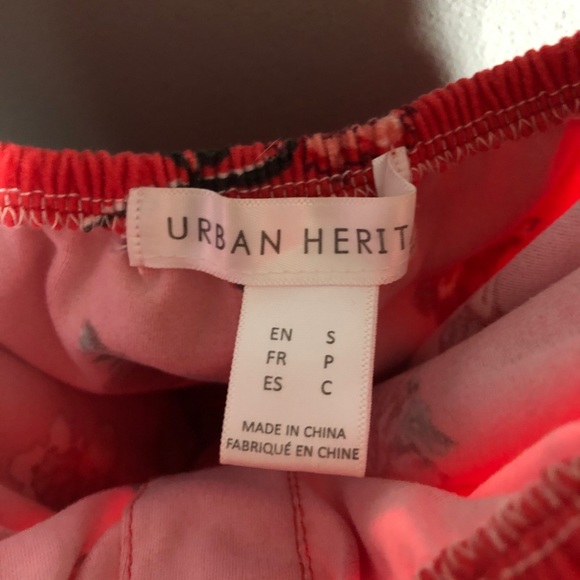 URBAN HERIT
EN S
FR P
ES C
MADE IN CHINA
FABRIQUÉ EN CHINE